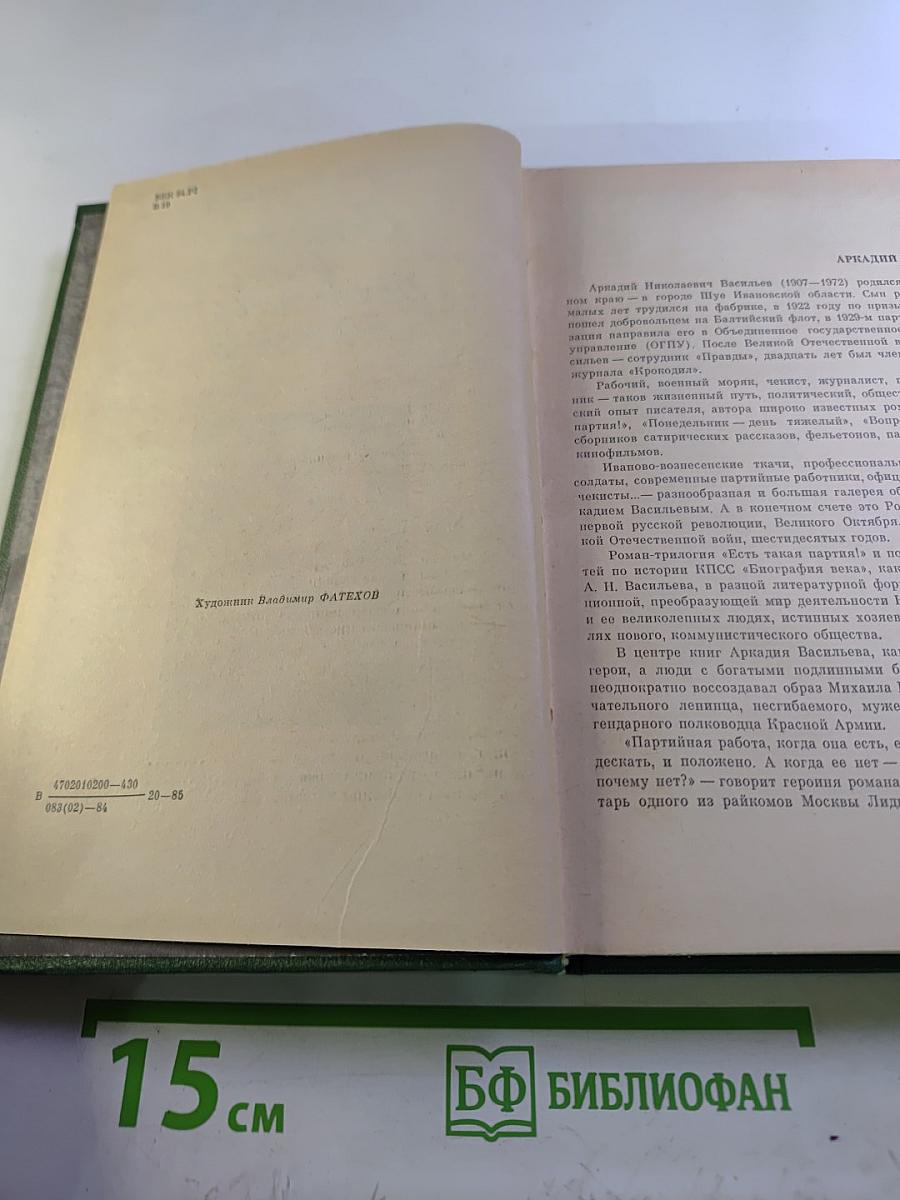 ББК 84.Р7
В 19
Художник Владимир ФАТЕХОВ
4702010200—430
В 20—85
083(02)—84
АРКАДИЙ
Аркадий Николаевич Васильев (1907—1972) родился
ном краю — в городе Шуе Ивановской области. Сын р
малых лет трудился на фабрике, в 1922 году по призы
пошел добровольцем на Балтийский флот, в 1929-м парт
зация направила его в Объединенное государственное
управление (ОГПУ). После Великой Отечественной в
сильев — сотрудник «Правды», двадцать лет был член
журнала «Крокодил».
Рабочий, военный моряк, чекист, журналист, п
ник — таков жизненный путь, политический, общест
ский опыт писателя, автора широко известных ром
партия!», «Понедельник — день тяжелый», «Вопр
сборников сатирических рассказов, фельетонов, па
кинофильмов.
Иваново-вознесенские ткачи, профессиональ
солдаты, современные партийные работники, офиц
чекисты...— разнообразная и большая галерея об
кадием Васильевым. А в конечном счете это Ро
первой русской революции, Великого Октября,
кой Отечественной войн, шестидесятых годов.
Роман-трилогия «Есть такая партия!» и по
тей по истории КПСС «Биография века», как
А. Н. Васильева, в разной литературной фор
ционной, преобразующей мир деятельности К
и ее великолепных людях, истинных хозяев
лях нового, коммунистического общества.
В центре книг Аркадия Васильева, ка
герои, а люди с богатыми подлинными б
неоднократно воссоздавал образ Михаила
чательного ленинца, несгибаемого, муже
гендарного полководца Красной Армии.
«Партийная работа, когда она есть, е
дескать, и положено. А когда ее нет —
почему нет?» — говорит героиня романа
тарь одного из райкомов Москвы Лид
15 см
БФ БИБЛИОФАН